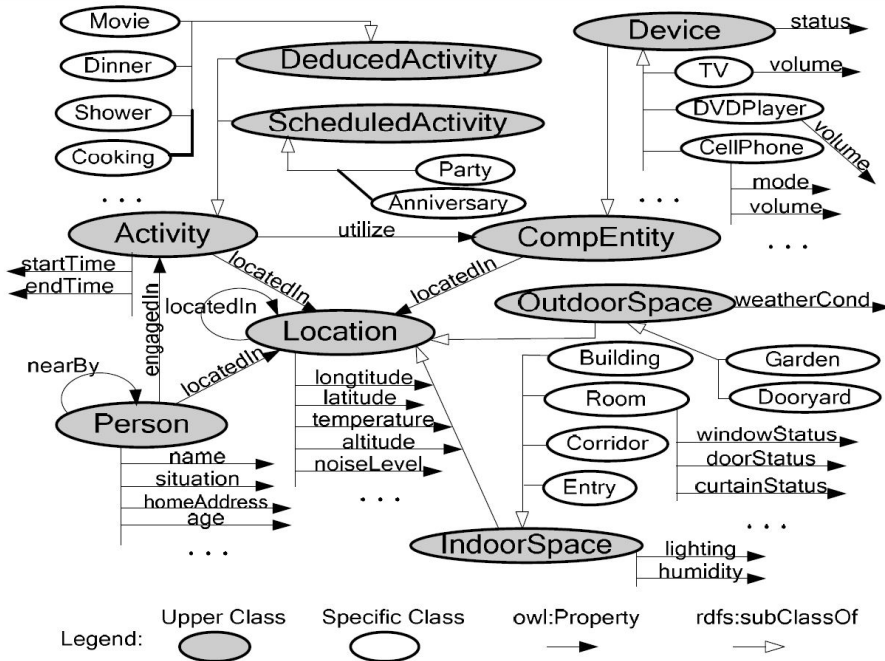 Movie
Dinner
Shower
Cooking
. . .
DeducedActivity
ScheduledActivity
Party
Anniversary
Device
status
TV
volume
DVDPlayer
volume
CellPhone
mode
volume
. . .
. . .
Activity
utilize
CompEntity
startTime
endTime
engagedIn
locatedIn
locatedIn
locatedIn
Location
OutdoorSpace
weatherCond
Garden
Dooryard
nearBy
locatedIn
Person
name
situation
homeAddress
age
. . .
longtitude
latitude
temperature
altitude
noiseLevel
. . .
Building
Room
Corridor
Entry
windowStatus
doorStatus
curtainStatus
. . .
IndoorSpace
lighting
humidity
Legend:
Upper Class
Specific Class
owl:Property
rdfs:subClassOf